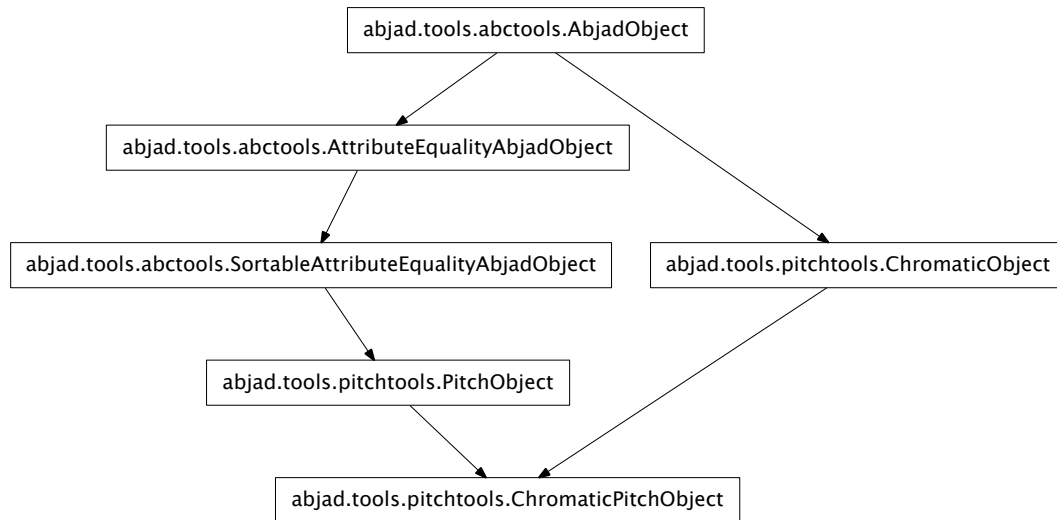 abjad.tools.abctools.AbjadObject
abjad.tools.abctools.AttributeEqualityAbjadObject
abjad.tools.abctools.SortableAttributeEqualityAbjadObject
abjad.tools.pitchtools.ChromaticObject
abjad.tools.pitchtools.PitchObject
abjad.tools.pitchtools.ChromaticPitchObject